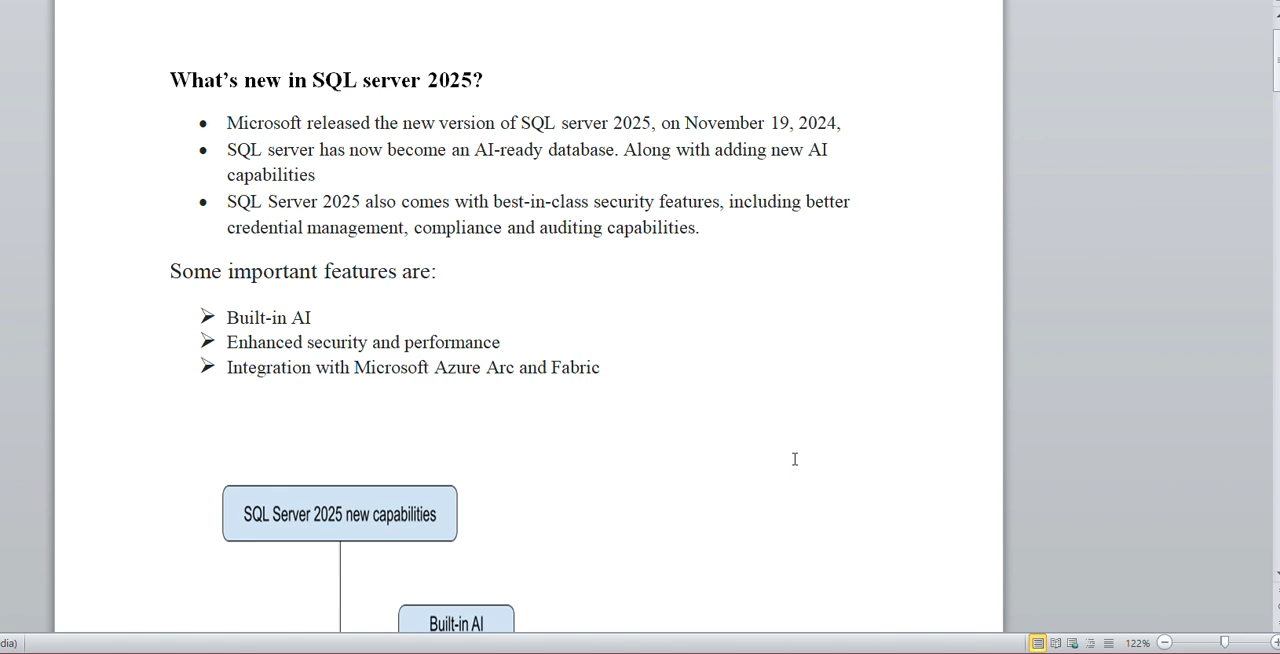 What's new in SQL server 2025?
• Microsoft released the new version of SQL server 2025, on November 19, 2024,
• SQL server has now become an AI-ready database. Along with adding new AI
capabilities
• SQL Server 2025 also comes with best-in-class security features, including better
credential management, compliance and auditing capabilities.
Some important features are:
➢ Built-in AI
➢ Enhanced security and performance
➢ Integration with Microsoft Azure Arc and Fabric
SQL Server 2025 new capabilities
Built-in AI
dia)
122%